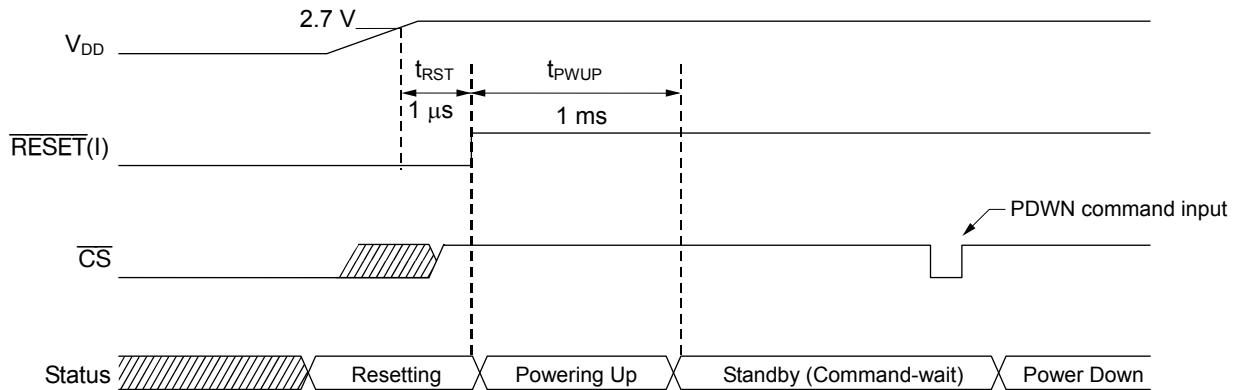 2.7 V
VDD
tRST
tPWUP
1 μs
1 ms
RESET(I)
PDWN command input
CS
Status
Resetting
Powering Up
Standby (Command-wait)
Power Down